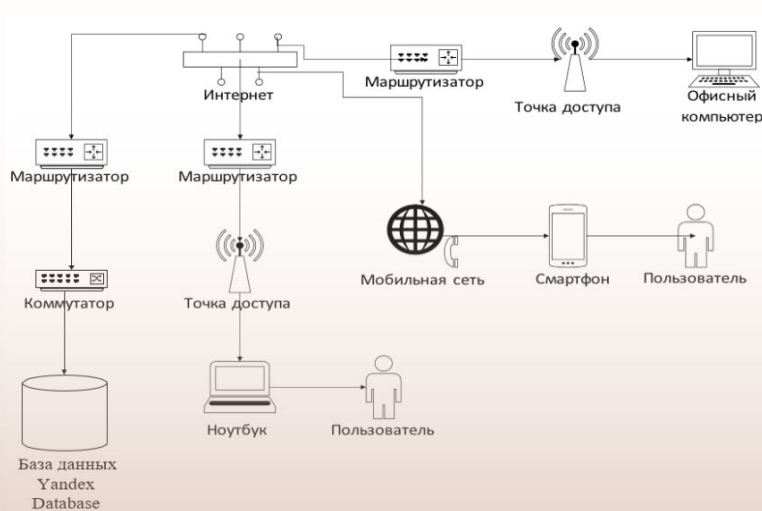 Интернет
Маршрутизатор
Точка доступа
Офисный
компьютер
Маршрутизатор
Маршрутизатор
Мобильная сеть
Смартфон
Пользователь
Коммутатор
Точка доступа
Ноутбук
Пользователь
База данных
Yandex
Database